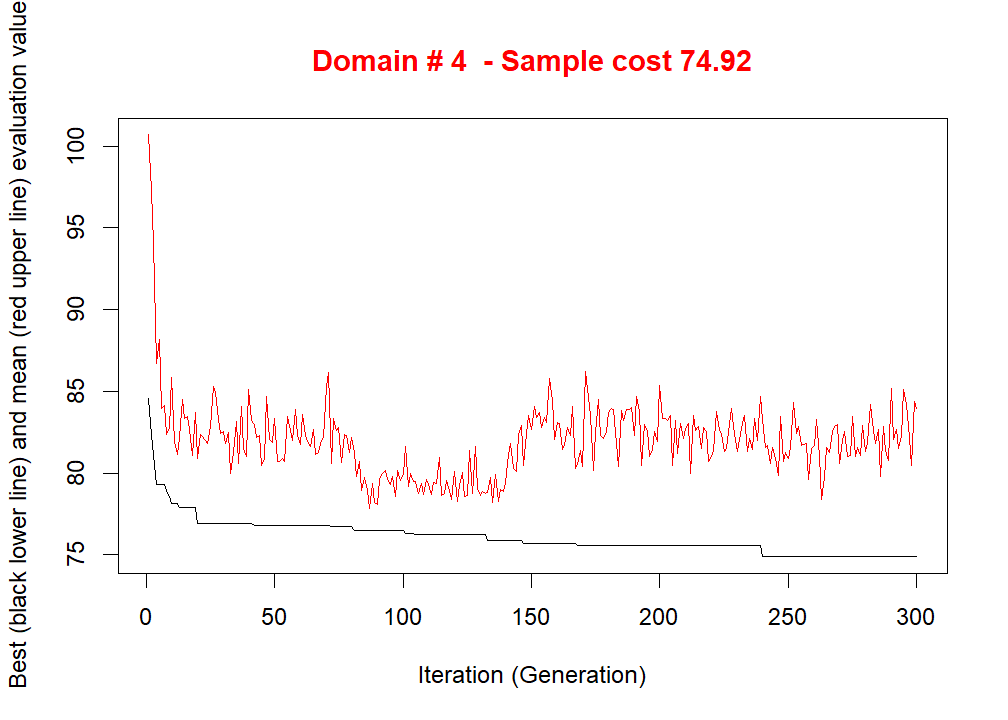 Domain # 4  - Sample cost 74.92
Best (black lower line) and mean (red upper line) evaluation value
100
95
90
85
80
75
0 50 100 150 200 250 300
Iteration (Generation)